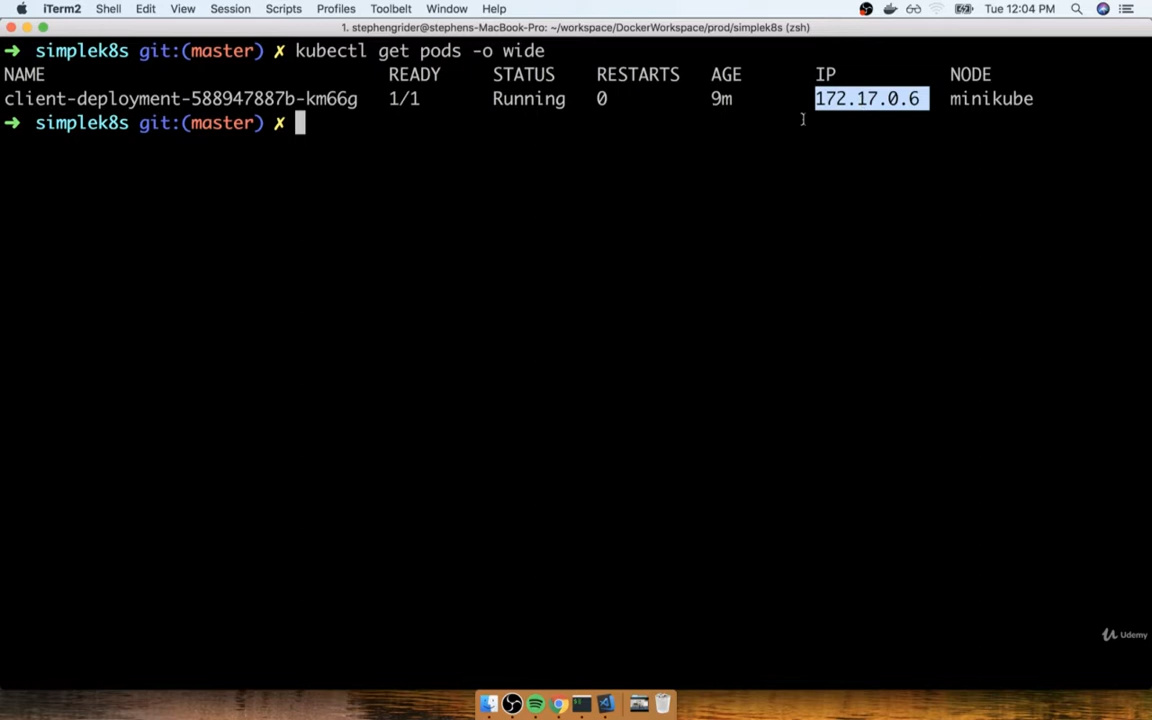 iTerm2 Shell Edit View Session Scripts Profiles Toolbelt Window Help Tue 12:04 PM
1. stephengrider@stephens-MacBook-Pro: ~/workspace/DockerWorkspace/prod/simplek8s (zsh)
➜ simplek8s git:(master) ✗ kubectl get pods -o wide
NAME READY STATUS RESTARTS AGE IP NODE
client-deployment-588947887b-km66g 1/1 Running 0 9m 172.17.0.6 minikube
➜ simplek8s git:(master) ✗
Udemy